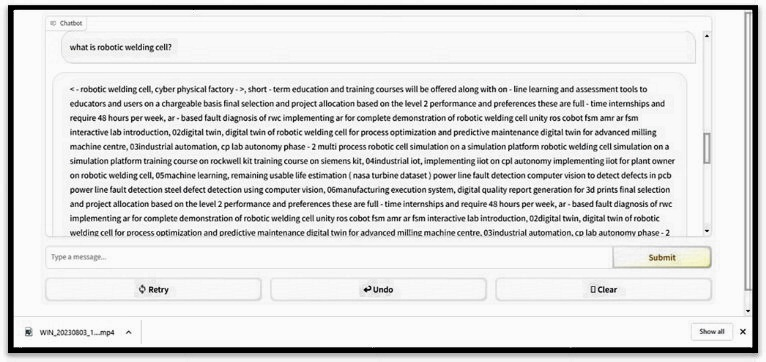 Chatbot
what is robotic welding cell?
< - robotic welding cell, cyber physical factory - >, short - term education and training courses will be offered along with on - line learning and assessment tools to
educators and users on a chargeable basis final selection and project allocation based on the level 2 performance and preferences these are full - time internships and
require 48 hours per week, ar - based fault diagnosis of rwc implementing ar for complete demonstration of robotic welding cell unity ros cobot fsm amr ar fsm
interactive lab introduction, 02digital twin, digital twin of robotic welding cell for process optimization and predictive maintenance digital twin for advanced milling
machine centre, 03industrial automation, cp lab autonomy phase - 2 multi process robotic cell simulation on a simulation platform robotic welding cell simulation on a
simulation platform training course on rockwell kit training course on siemens kit, 04industrial iot, implementing iiot on cpl autonomy implementing iiot for plant owner
on robotic welding cell, 05machine learning, remaining usable life estimation ( nasa turbine dataset ) power line fault detection computer vision to detect defects in pcb
power line fault detection steel defect detection using computer vision, 06manufacturing execution system, digital quality report generation for 3d prints final selection
and project allocation based on the level 2 performance and preferences these are full - time internships and require 48 hours per week, ar - based fault diagnosis of rwc
implementing ar for complete demonstration of robotic welding cell unity ros cobot fsm amr ar fsm interactive lab introduction, 02digital twin, digital twin of robotic
welding cell for process optimization and predictive maintenance digital twin for advanced milling machine centre, 03industrial automation, cp lab autonomy phase - 2
Type a message...
Submit
Retry
Undo
Clear
WIN_20230803_1....mp4
Show all